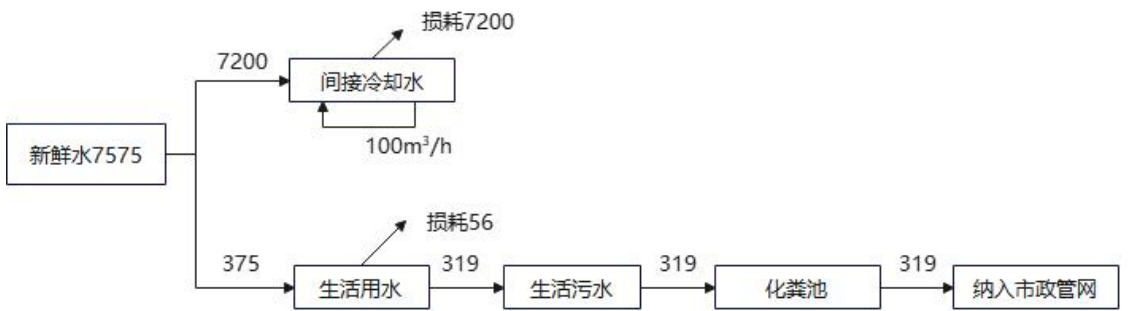 损耗7200
7200
间接冷却水
100m³/h
新鲜水7575
损耗56
375
生活用水
319
生活污水
319
化粪池
319
纳入市政管网